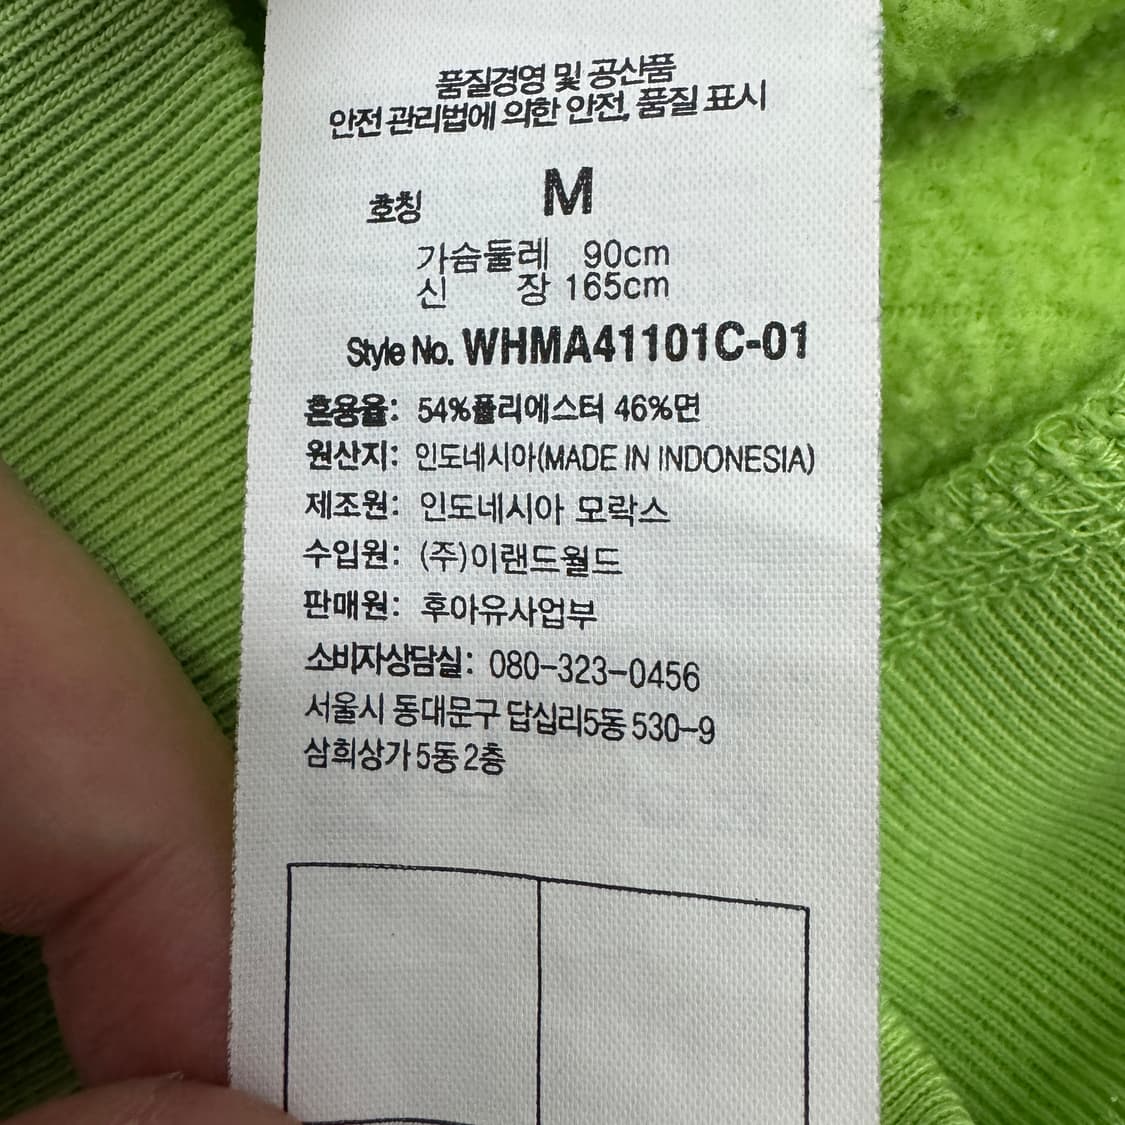 품질경영 및 공산품
안전 관리법에 의한 안전, 품질 표시
호칭 M
가슴둘레 90cm
신 장 165cm
Style No. WHMA41101C-01
혼용율: 54%폴리에스터 46%면
원산지: 인도네시아(MADE IN INDONESIA)
제조원: 인도네시아 모락스
수입원: (주)이랜드월드
판매원: 후아유사업부
소비자상담실: 080-323-0456
서울시 동대문구 답십리5동 530-9
삼희상가 5동 2층